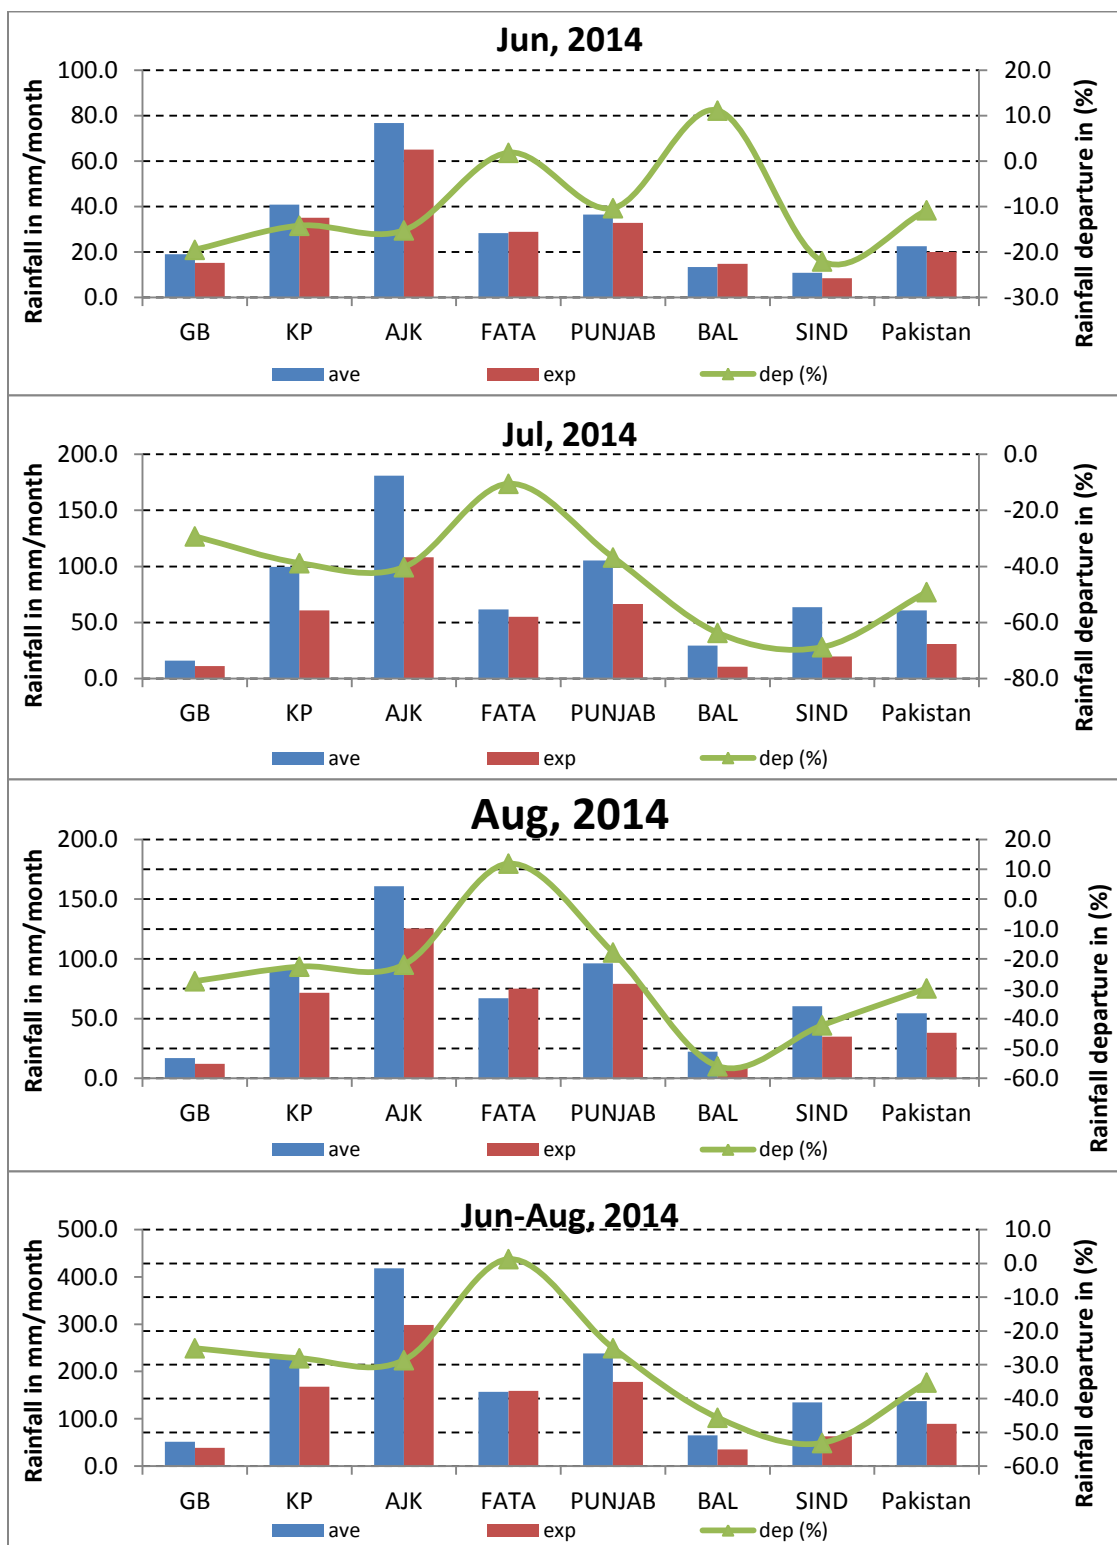 Jun, 2014
Rainfall in mm/month
100.0
80.0
60.0
40.0
20.0
0.0
20.0
10.0
0.0
-10.0
-20.0
-30.0
Rainfall departure in (%)
GB KP AJK FATA PUNJAB BAL SIND Pakistan
ave exp dep (%)
Jul, 2014
Rainfall in mm/month
200.0
150.0
100.0
50.0
0.0
0.0
-20.0
-40.0
-60.0
-80.0
Rainfall departure in (%)
GB KP AJK FATA PUNJAB BAL SIND Pakistan
ave exp dep (%)
Aug, 2014
Rainfall in mm/month
200.0
150.0
100.0
50.0
0.0
20.0
10.0
0.0
-10.0
-20.0
-30.0
-40.0
-50.0
-60.0
Rainfall departure in (%)
GB KP AJK FATA PUNJAB BAL SIND Pakistan
ave exp dep (%)
Jun-Aug, 2014
Rainfall in mm/month
500.0
400.0
300.0
200.0
100.0
0.0
10.0
0.0
-10.0
-20.0
-30.0
-40.0
-50.0
-60.0
Rainfall departure in (%)
GB KP AJK FATA PUNJAB BAL SIND Pakistan
ave exp dep (%)